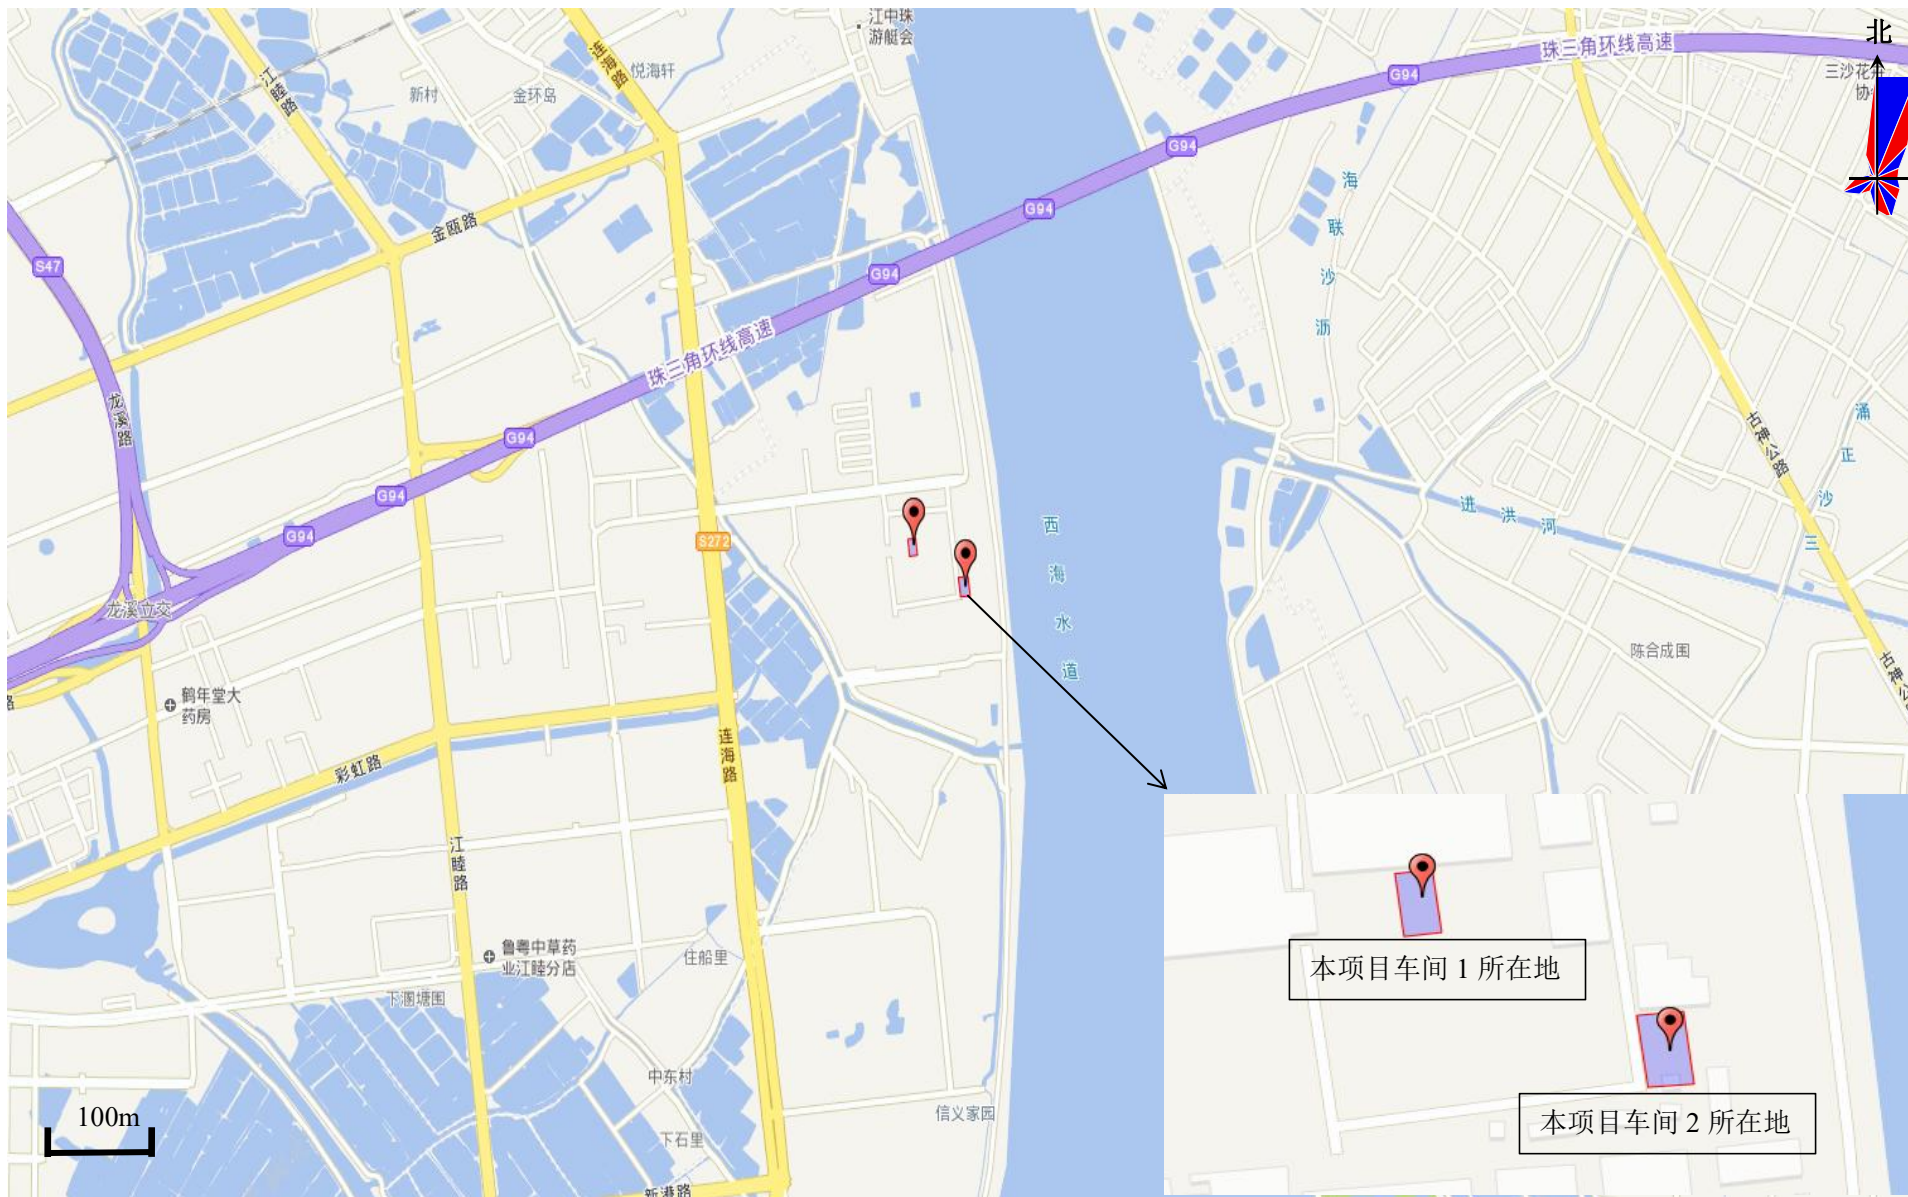 江中珠
游艇会
北
珠三角环线高速
G94
三沙花卉
协
连海路
悦海轩
江睦路
新村
金环岛
G94
海联沙沥
G94
金瓯路
S47
G94
珠三角环线高速
龙溪路
G94
古神公路
三沙正涌
G94
进洪河
西海水道
G94
S272
龙溪立交
陈合成围
古神公
鹤年堂大
药房
路
连海路
彩虹路
江睦路
鲁粤中草药
业江睦分店
住船里
本项目车间 1 所在地
中东村
100m
信义家园
本项目车间 2 所在地
下石里
新港路